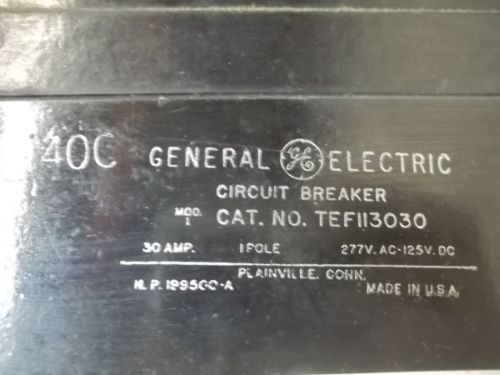 40C GENERAL GE ELECTRIC
CIRCUIT BREAKER
MOD. 1 CAT. NO. TEF113030
30 AMP. 1 POLE 277V. AC-125V. DC
PLAINVILLE, CONN.
N.P. 199500-A MADE IN U.S.A.